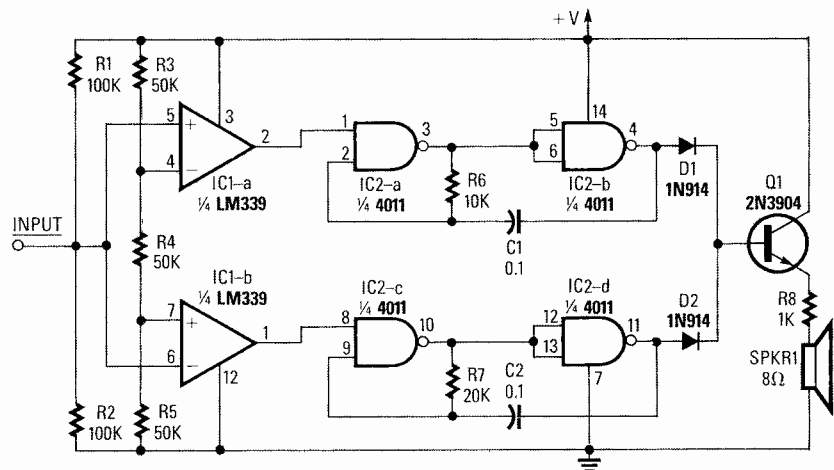 +V
R1
100K
R3
50K
5
+
3
2
4
−
IC1-a
¼ LM339
1
2
3
IC2-a
¼ 4011
R6
10K
5
6
14
4
IC2-b
¼ 4011
C1
0.1
D1
1N914
Q1
2N3904
INPUT
R4
50K
IC1-b
¼ LM339
7
+
6
−
1
12
IC2-c
¼ 4011
8
9
10
R7
20K
IC2-d
¼ 4011
12
13
11
7
C2
0.1
D2
1N914
R8
1K
SPKR1
8Ω
R2
100K
R5
50K